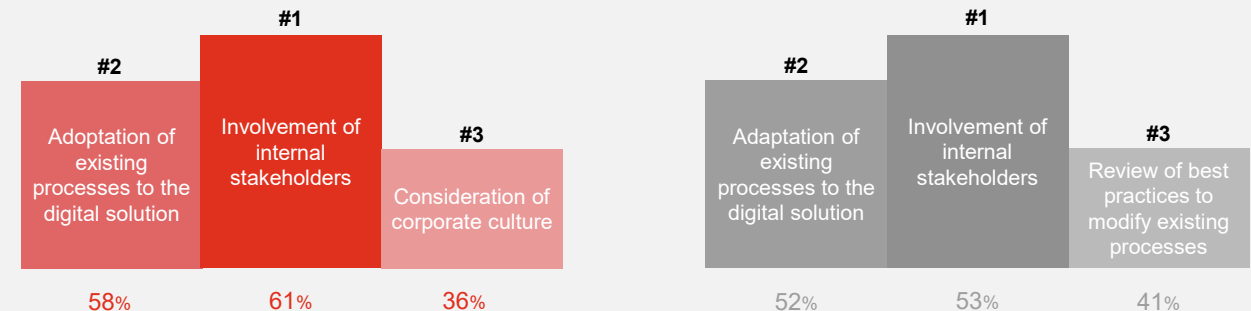 #1
#2
Adoptation of
existing
processes to the
digital solution
Involvement of
internal
stakeholders
#3
Consideration of
corporate culture
58%
61%
36%
#1
#2
Adaptation of
existing
processes to the
digital solution
Involvement of
internal
stakeholders
#3
Review of best
practices to
modify existing
processes
52%
53%
41%